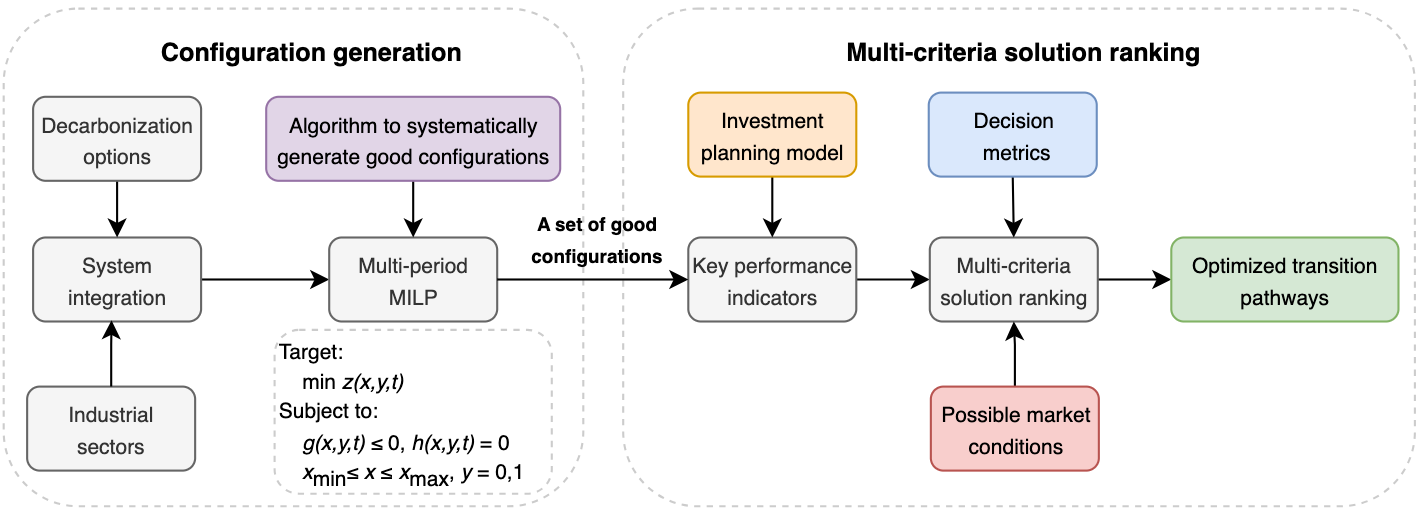 Configuration generation
Decarbonization
options
Algorithm to systematically
generate good configurations
System
integration
Multi-period
MILP
Industrial
sectors
Target:
min z(x,y,t)
Subject to:
g(x,y,t) ≤ 0, h(x,y,t) = 0
xmin≤ x ≤ xmax, y = 0,1
A set of good
configurations
Multi-criteria solution ranking
Investment
planning model
Decision
metrics
Key performance
indicators
Multi-criteria
solution ranking
Optimized transition
pathways
Possible market
conditions